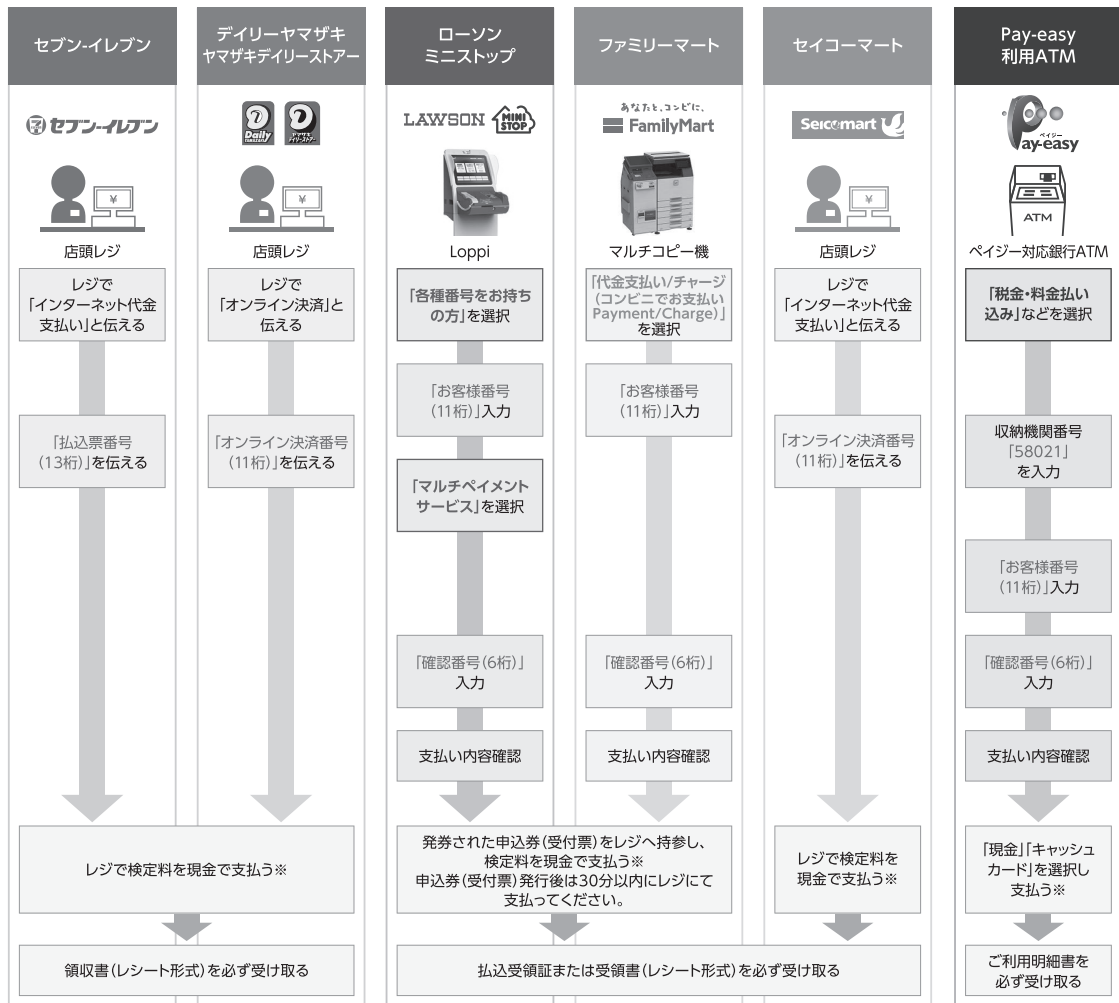 セブン-イレブン
デイリーヤマザキ
ヤマザキデイリーストアー
ローソン
ミニストップ
ファミリーマート
セイコーマート
Pay-easy
利用ATM
セブン-イレブン
Daily
ヤマザキ
デイリーストアー
LAWSON
MINI
STOP
あなたと、コンビに、
FamilyMart
Seicomart
ペイジー
Pay-easy
¥
¥
¥
ATM
店頭レジ
店頭レジ
Loppi
マルチコピー機
店頭レジ
ペイジー対応銀行ATM
レジで
「インターネット代金
支払い」と伝える
レジで
「オンライン決済」と
伝える
「各種番号をお持ち
の方」を選択
「代金支払い/チャージ
(コンビニでお支払い
Payment/Charge)」
を選択
レジで
「インターネット代金
支払い」と伝える
「税金・料金払い
込み」などを選択
「お客様番号
(11桁)」入力
「お客様番号
(11桁)」入力
「払込票番号
(13桁)」を伝える
「オンライン決済番号
(11桁)」を伝える
「マルチペイメント
サービス」を選択
「オンライン決済番号
(11桁)」を伝える
収納機関番号
「58021」
を入力
「お客様番号
(11桁)」入力
「確認番号(6桁)」
入力
「確認番号(6桁)」
入力
「確認番号(6桁)」
入力
支払い内容確認
支払い内容確認
支払い内容確認
レジで検定料を現金で支払う※
発券された申込券(受付票)をレジへ持参し、
検定料を現金で支払う※
申込券(受付票)発行後は30分以内にレジにて
支払ってください。
レジで検定料を
現金で支払う※
「現金」「キャッシュ
カード」を選択し
支払う※
領収書(レシート形式)を必ず受け取る
払込受領証または受領書(レシート形式)を必ず受け取る
ご利用明細書を
必ず受け取る